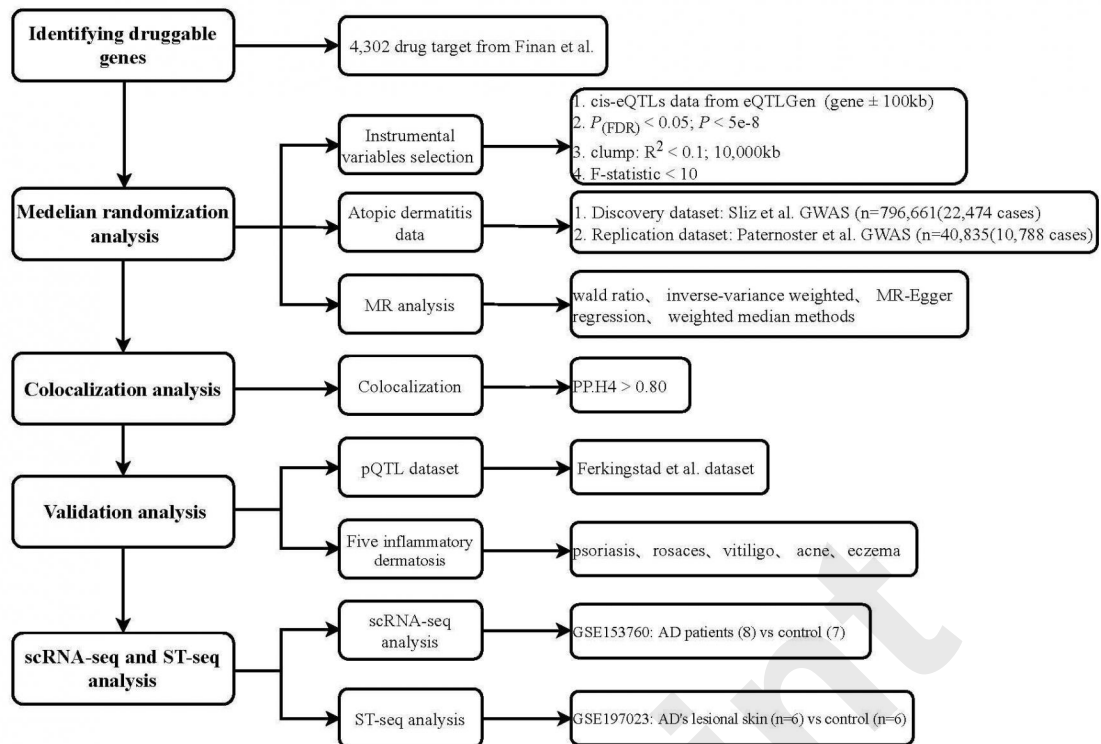 Identifying druggable
genes
4,302 drug target from Finan et al.
Instrumental
variables selection
1. cis-eQTLs data from eQTLGen (gene ± 100kb)
2. P(FDR) < 0.05; P < 5e-8
3. clump: R² < 0.1; 10,000kb
4. F-statistic < 10
Medelian randomization
analysis
Atopic dermatitis
data
1. Discovery dataset: Sliz et al. GWAS (n=796,661(22,474 cases)
2. Replication dataset: Paternoster et al. GWAS (n=40,835(10,788 cases)
MR analysis
wald ratio、 inverse-variance weighted、 MR-Egger
regression、 weighted median methods
Colocalization analysis
Colocalization
PP.H4 > 0.80
Validation analysis
pQTL dataset
Ferkingstad et al. dataset
Five inflammatory
dermatosis
psoriasis、rosaces、vitiligo、 acne、eczema
scRNA-seq and ST-seq
analysis
scRNA-seq
analysis
GSE153760: AD patients (8) vs control (7)
ST-seq analysis
GSE197023: AD's lesional skin (n=6) vs control (n=6)
int